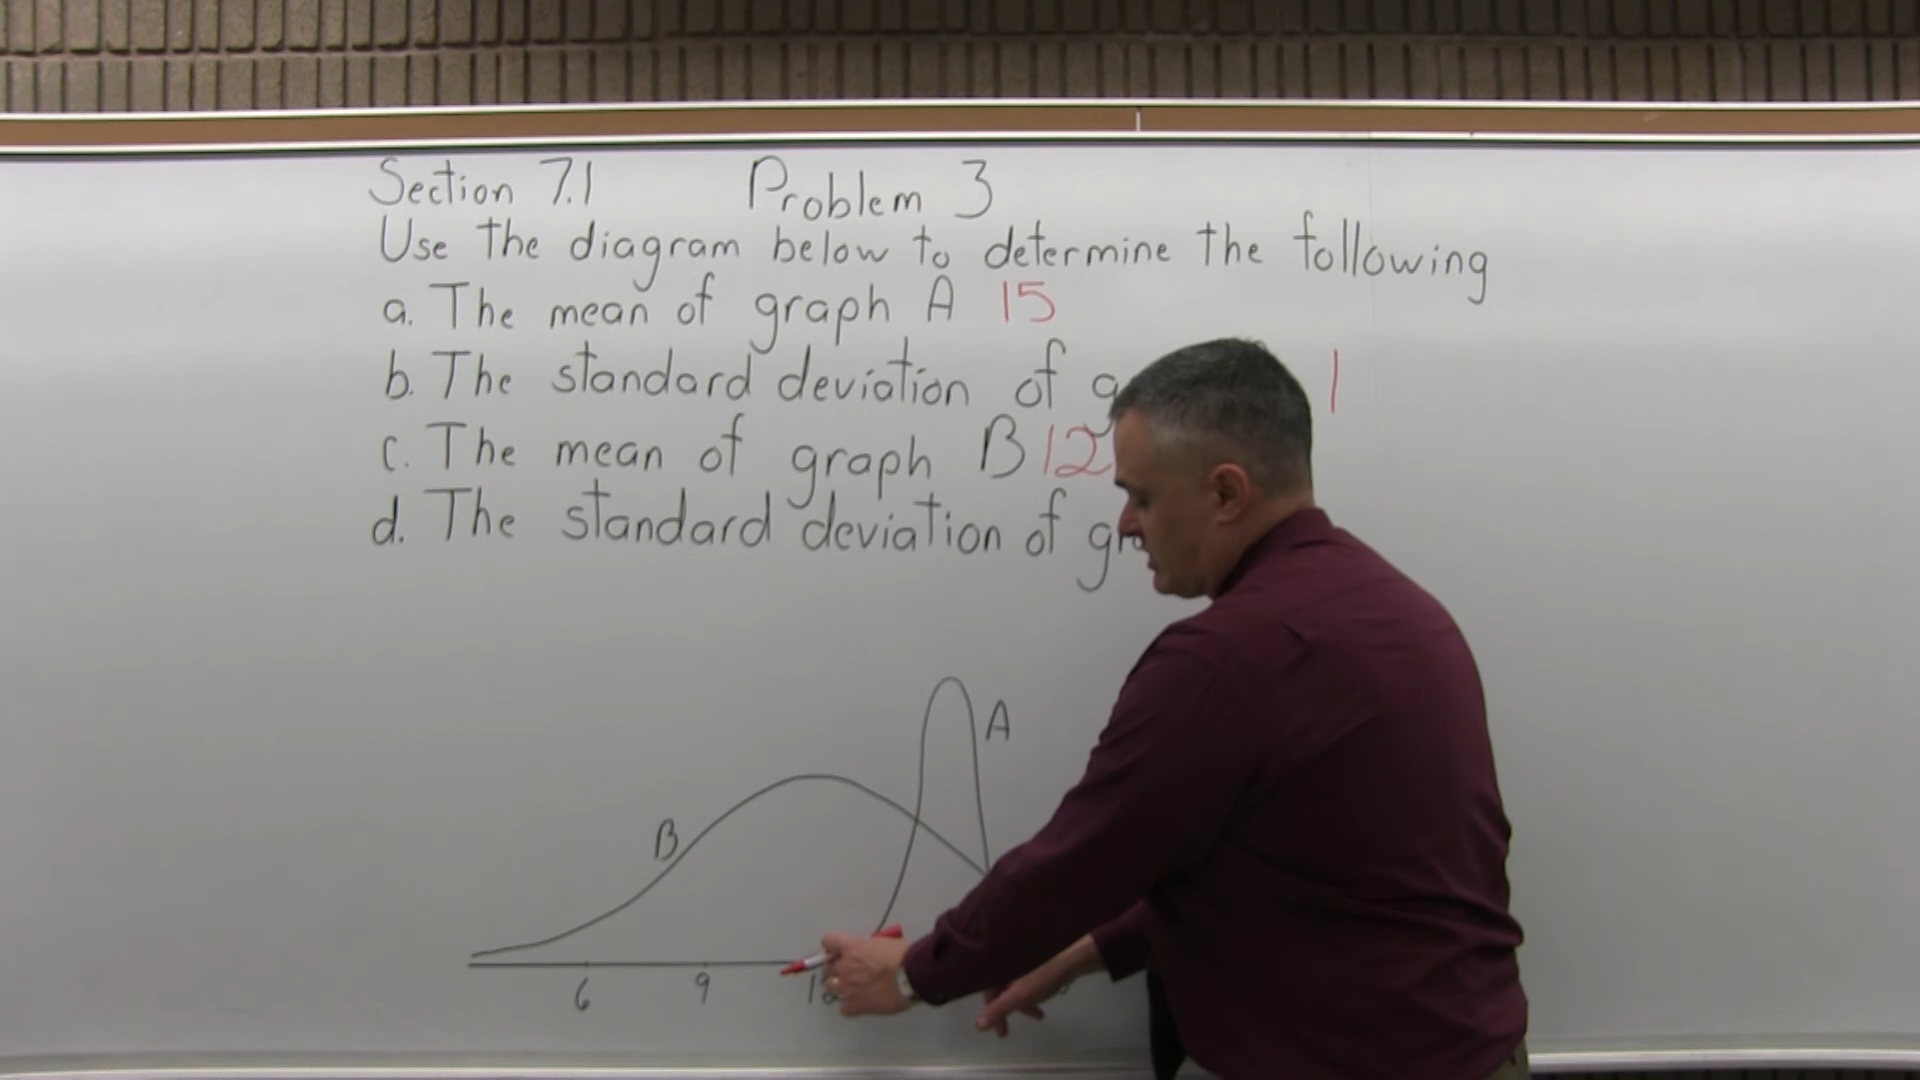 Section 7.1 Problem 3
Use the diagram below to determine the following
a. The mean of graph A 15
b. The standard deviation of 1
c. The mean of graph B 12
d. The standard deviation of
A
B
6 9 12